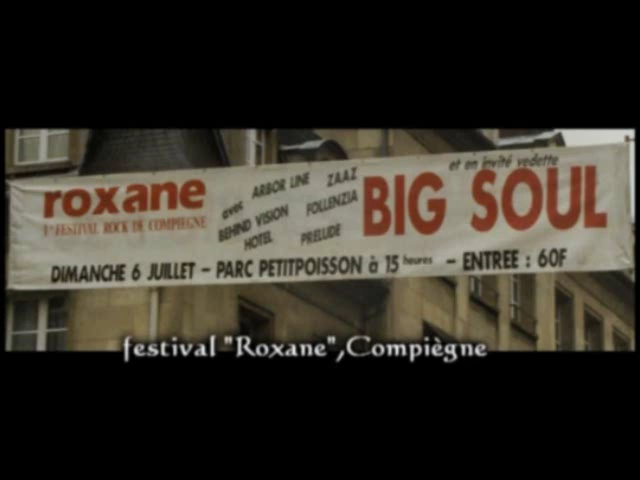 roxane
1er FESTIVAL ROCK DE COMPIEGNE
avec
ARBOR LINE ZAAZ
BEHIND VISION FOLLENZIA
HOTEL PRELUDE
et en invité vedette
BIG SOUL
DIMANCHE 6 JUILLET – PARC PETITPOISSON à 15 heures – ENTREE : 60F
festival "Roxane",Compiègne